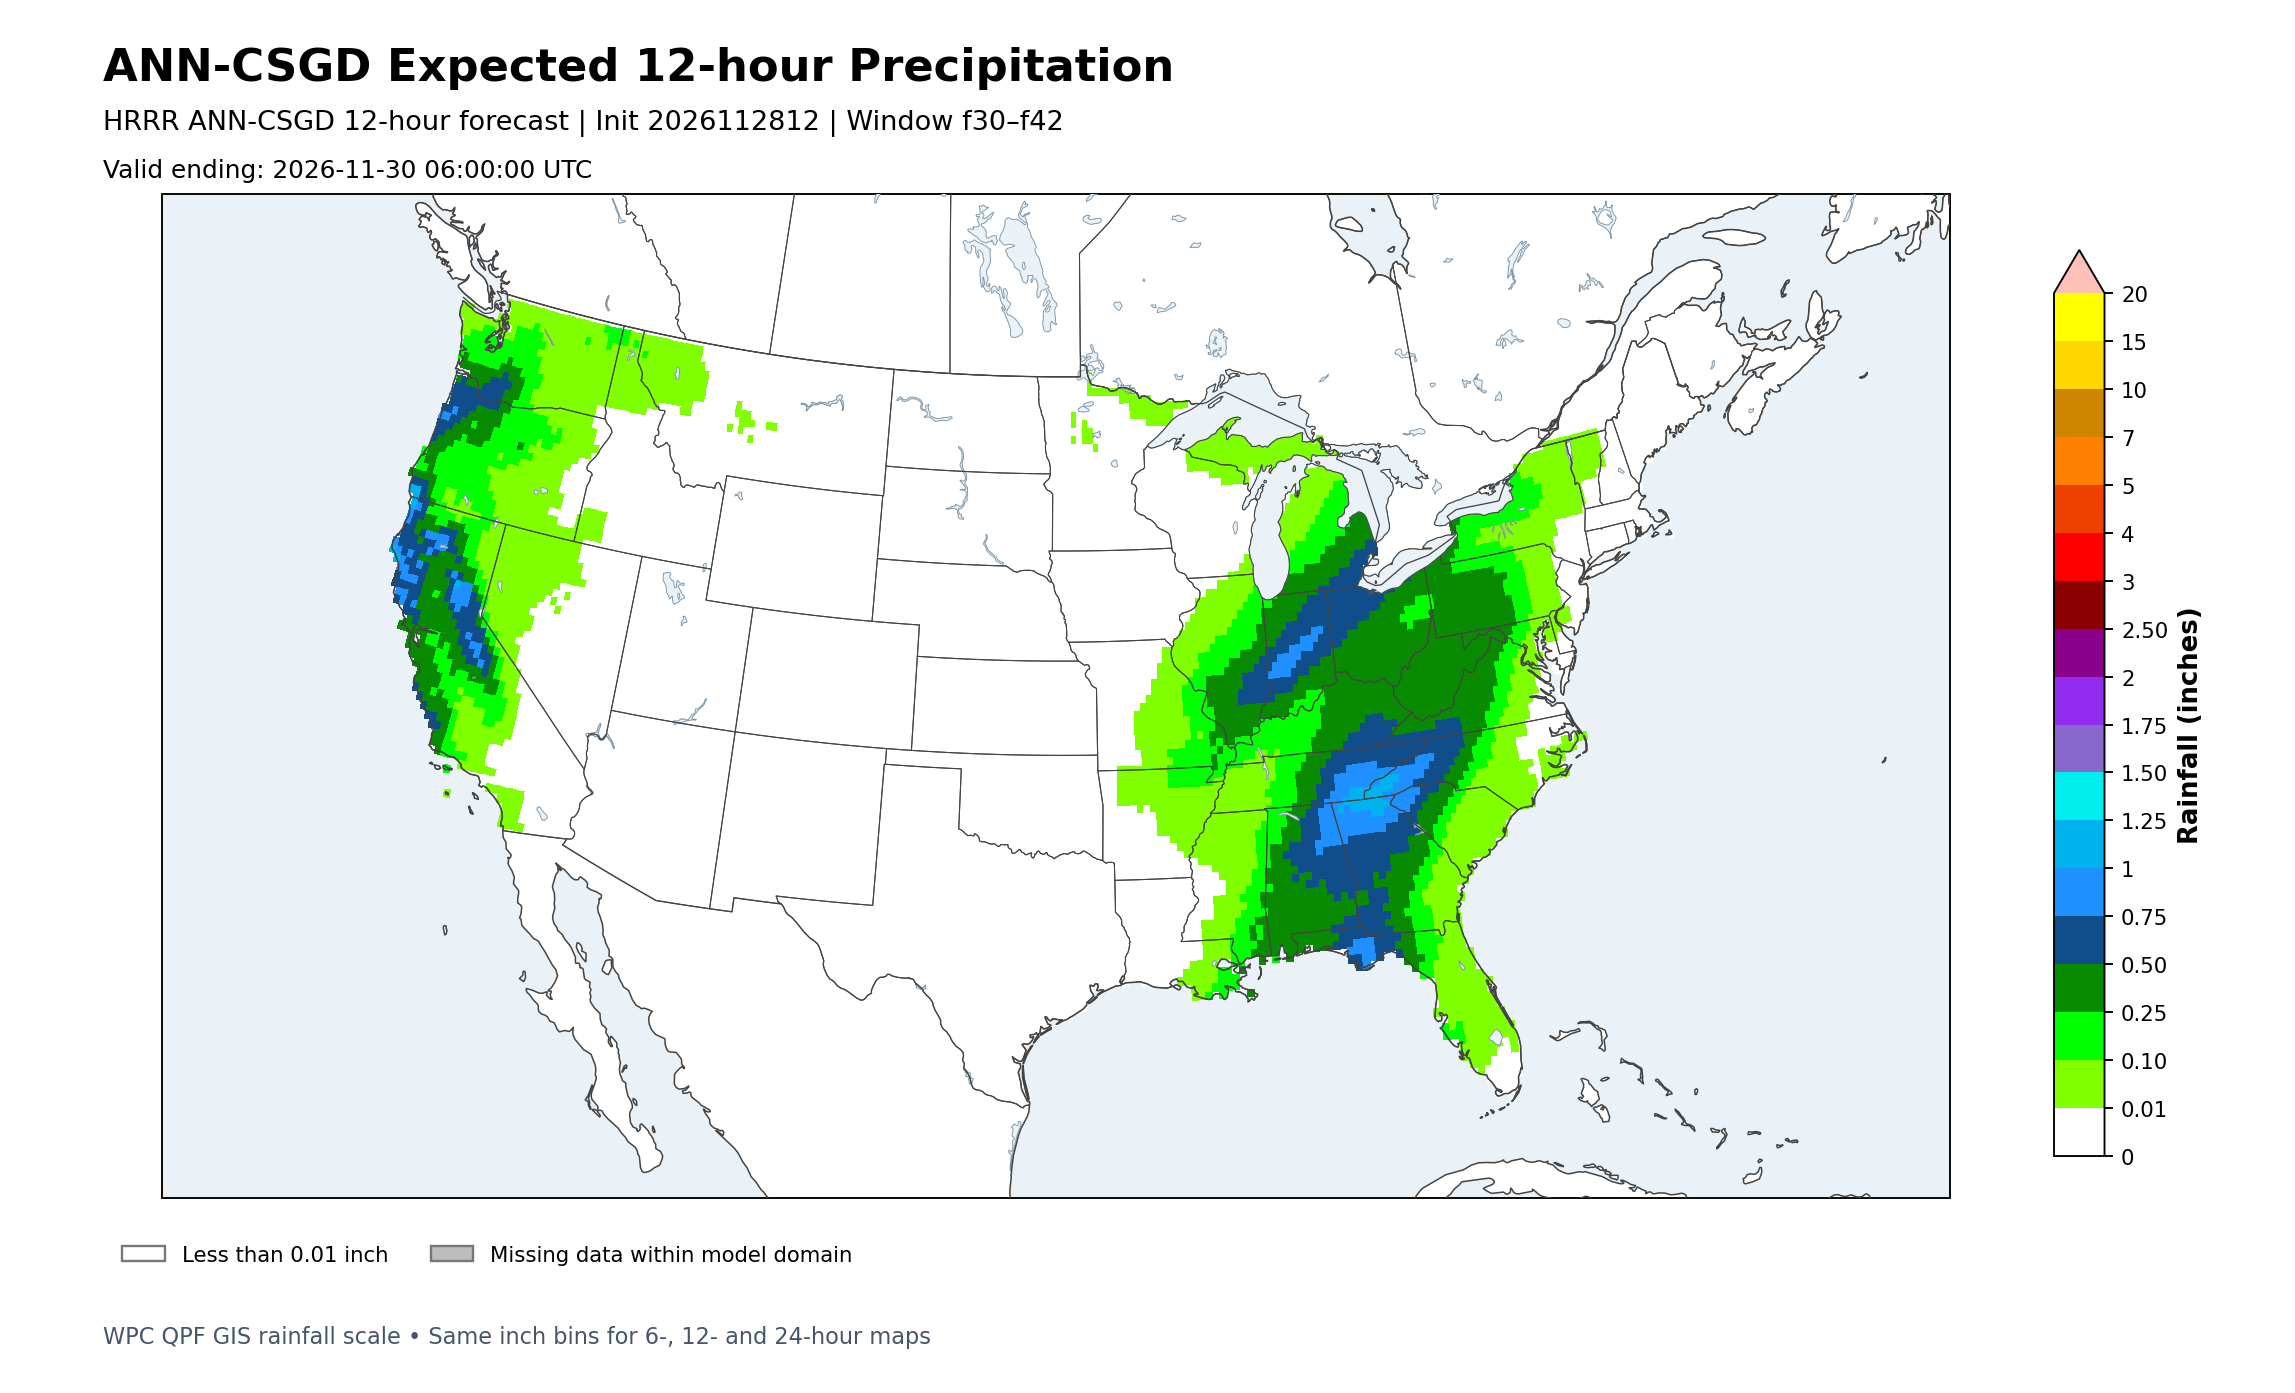 ANN-CSGD Expected 12-hour Precipitation
HRRR ANN-CSGD 12-hour forecast | Init 2026112812 | Window f30–f42
Valid ending: 2026-11-30 06:00:00 UTC
20
15
10
7
5
4
3
2.50
2
1.75
1.50
1.25
1
0.75
0.50
0.25
0.10
0.01
0
Rainfall (inches)
Less than 0.01 inch
Missing data within model domain
WPC QPF GIS rainfall scale • Same inch bins for 6-, 12- and 24-hour maps